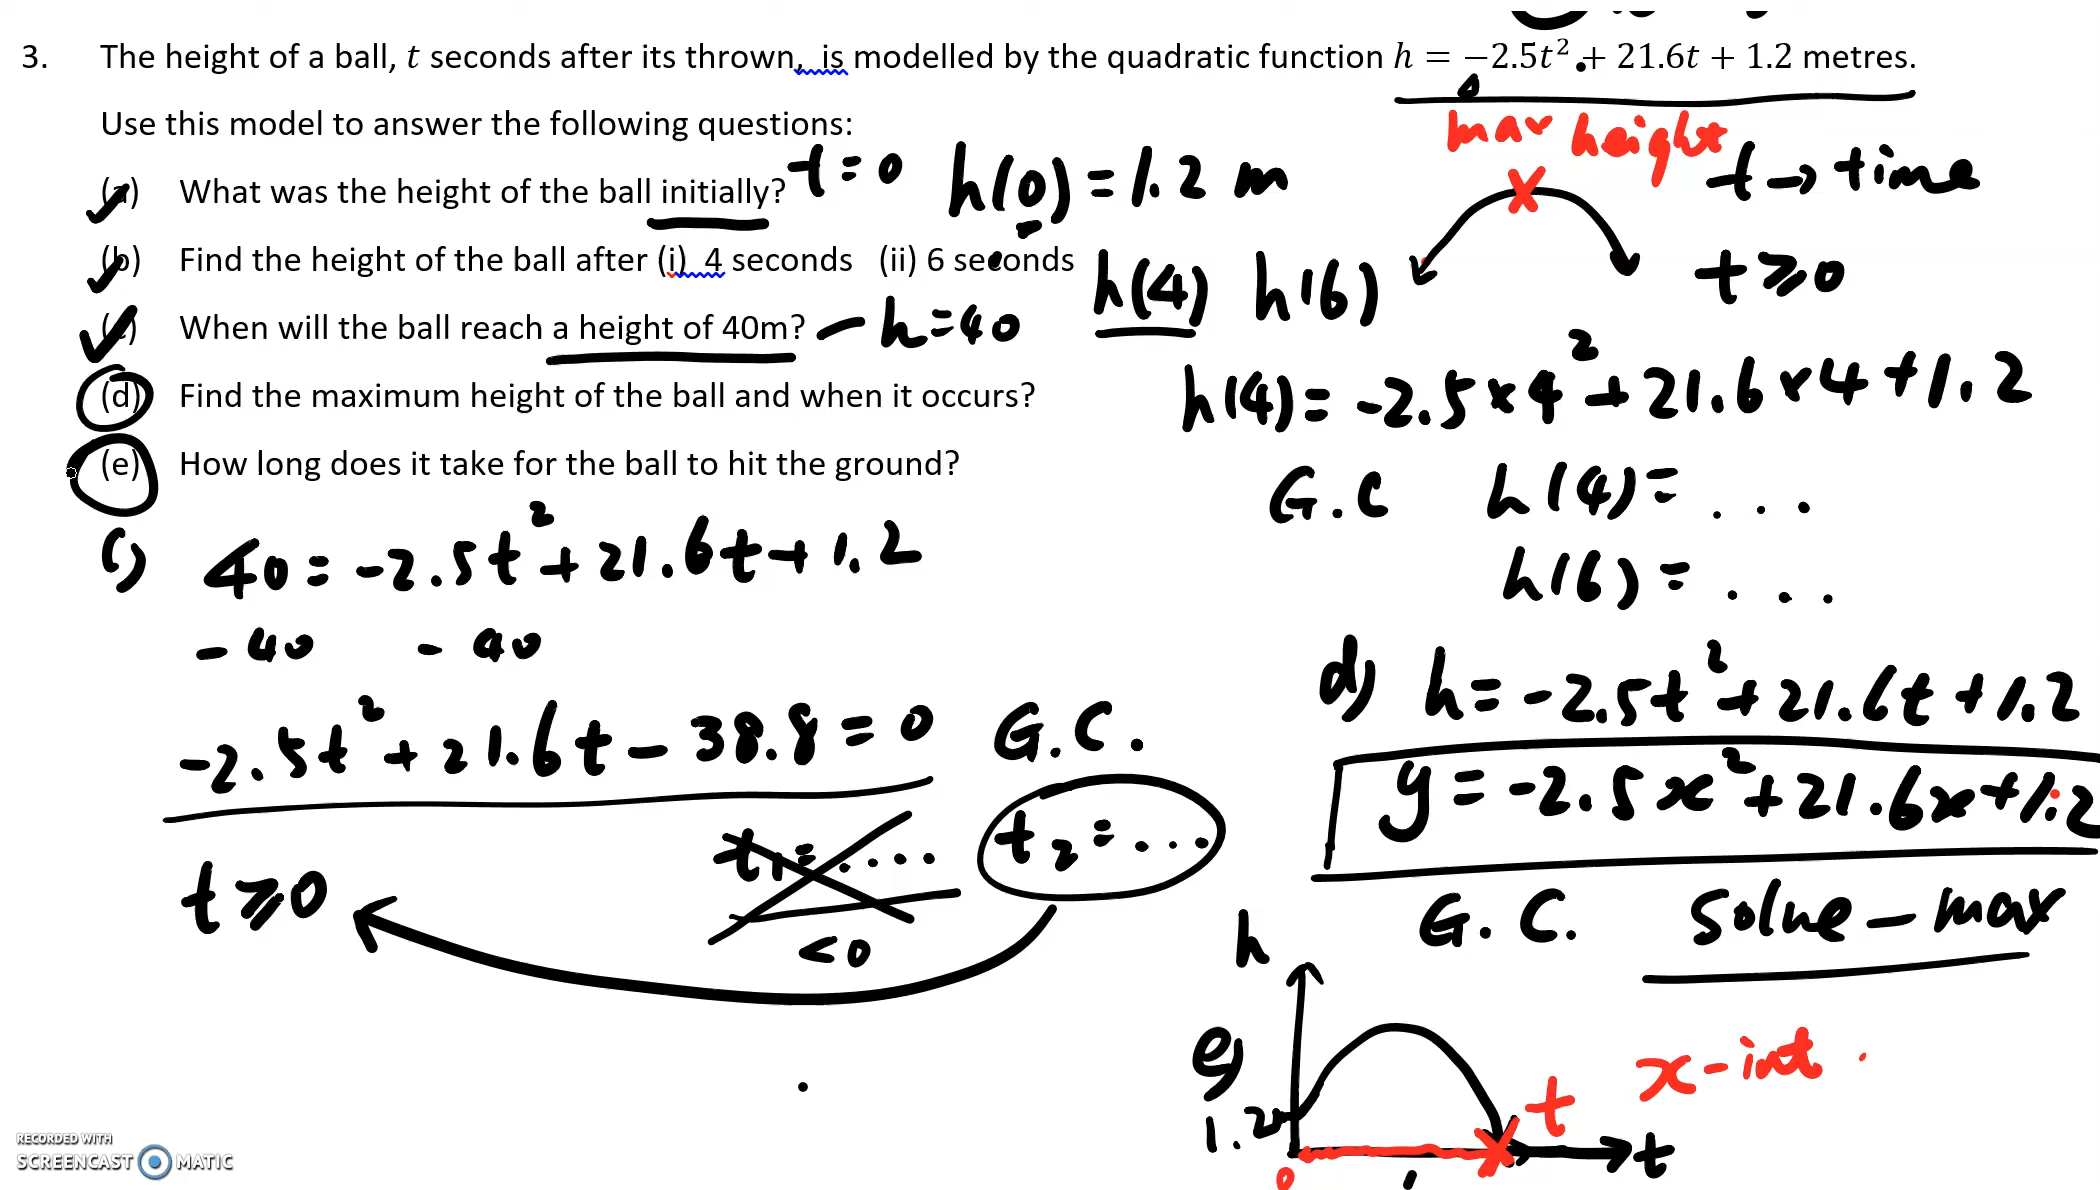 3. The height of a ball, t seconds after its thrown, is modelled by the quadratic function h = −2.5t² + 21.6t + 1.2 metres.
Use this model to answer the following questions:
max height
t → time
(a) What was the height of the ball initially? t = 0 h(0) = 1.2 m
(b) Find the height of the ball after (i) 4 seconds (ii) 6 seconds h(4) h(6)
t ⩾ 0
(c) When will the ball reach a height of 40m? – h = 40
(d) Find the maximum height of the ball and when it occurs?
h(4) = -2.5 × 4² + 21.6 × 4 + 1.2
(e) How long does it take for the ball to hit the ground?
G.C h(4) = ...
h(6) = ...
c) 40 = -2.5t² + 21.6t + 1.2
- 40 - 40
-2.5t² + 21.6t - 38.8 = 0 G.C.
t₁ = .... t₂ = ....
< 0
t ⩾ 0
d) h = -2.5t² + 21.6t + 1.2
y = -2.5x² + 21.6x + 1.2
G.C. solve - max
e) h
1.2
0
t
t
x-int.
RECORDED WITH
SCREENCAST MATIC